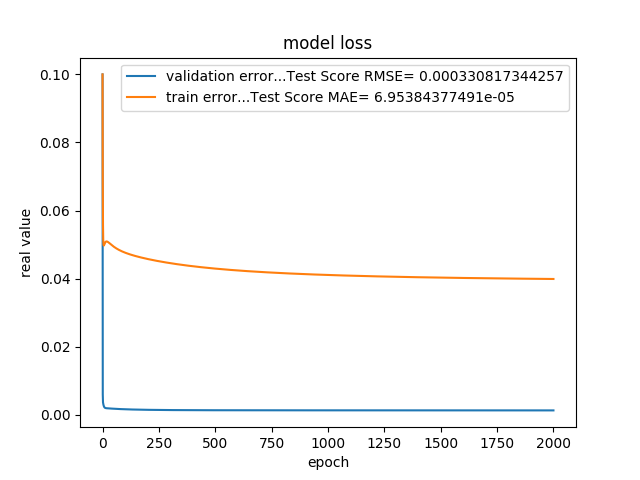 model loss
validation error...Test Score RMSE= 0.000330817344257
train error...Test Score MAE= 6.95384377491e-05
0.10
0.08
0.06
0.04
0.02
0.00
real value
0 250 500 750 1000 1250 1500 1750 2000
epoch